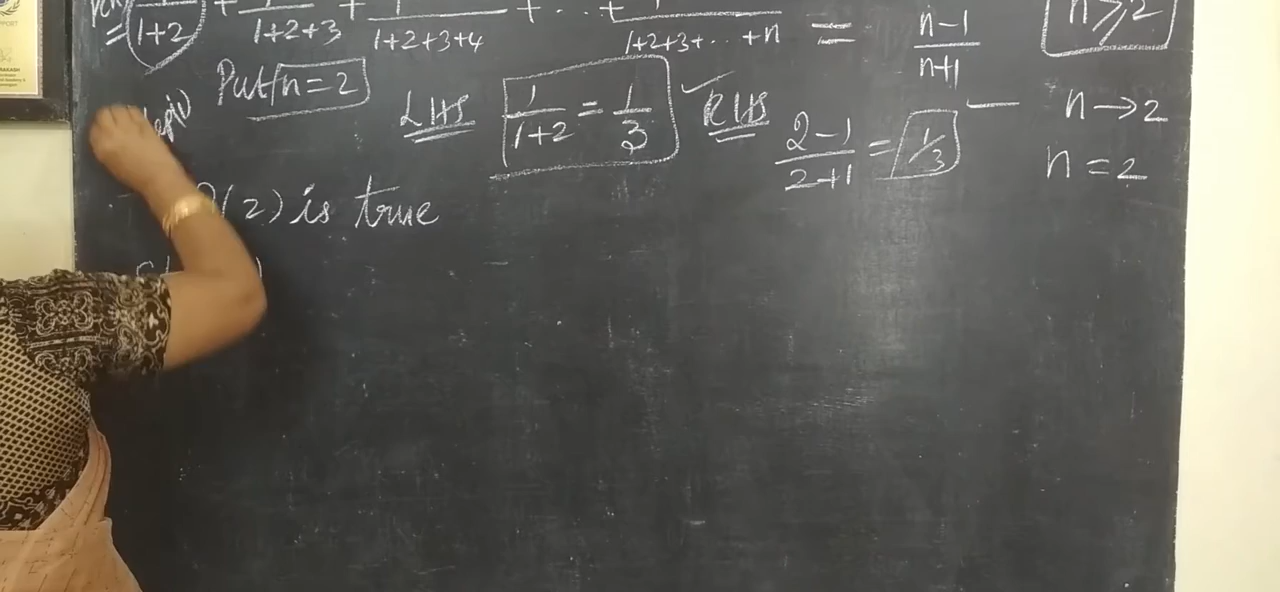 = 1/1+2 + 1/1+2+3 + 1/1+2+3+4 + ... + 1/1+2+3+...+n = n-1/n+1 n≥2
Put n=2
LHS 1/1+2 = 1/3 ✓ RHS 2-1/2+1 = 1/3 n→2
n=2
P(2) is true